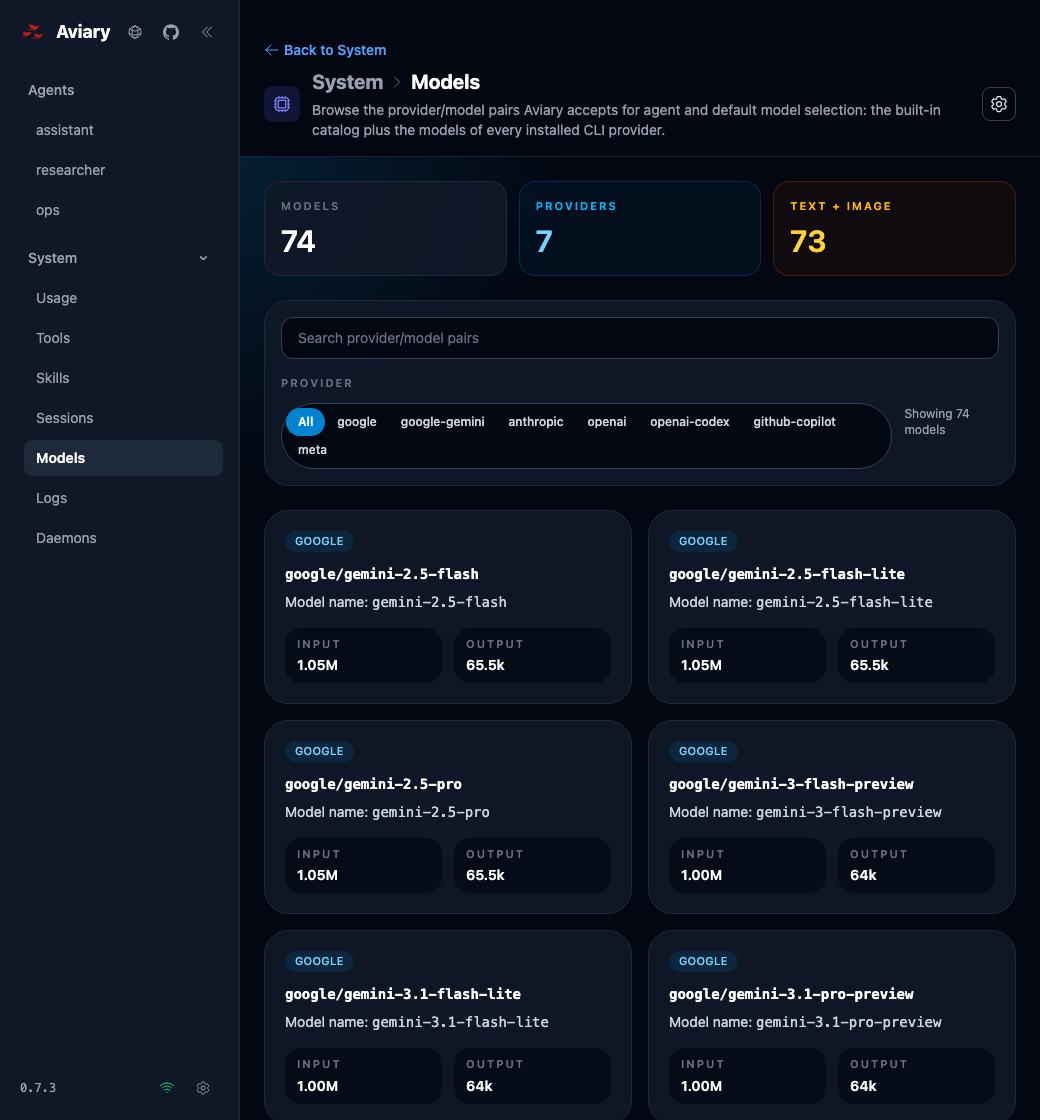 Aviary
Agents
assistant
researcher
ops
System
Usage
Tools
Skills
Sessions
Models
Logs
Daemons
0.7.3
Back to System
System > Models
Browse the provider/model pairs Aviary accepts for agent and default model selection: the built-in
catalog plus the models of every installed CLI provider.
MODELS
74
PROVIDERS
7
TEXT + IMAGE
73
Search provider/model pairs
PROVIDER
All google google-gemini anthropic openai openai-codex github-copilot
meta
Showing 74
models
GOOGLE
google/gemini-2.5-flash
Model name: gemini-2.5-flash
INPUT
1.05M
OUTPUT
65.5k
GOOGLE
google/gemini-2.5-flash-lite
Model name: gemini-2.5-flash-lite
INPUT
1.05M
OUTPUT
65.5k
GOOGLE
google/gemini-2.5-pro
Model name: gemini-2.5-pro
INPUT
1.05M
OUTPUT
65.5k
GOOGLE
google/gemini-3-flash-preview
Model name: gemini-3-flash-preview
INPUT
1.00M
OUTPUT
64k
GOOGLE
google/gemini-3.1-flash-lite
Model name: gemini-3.1-flash-lite
INPUT
1.00M
OUTPUT
64k
GOOGLE
google/gemini-3.1-pro-preview
Model name: gemini-3.1-pro-preview
INPUT
1.00M
OUTPUT
64k